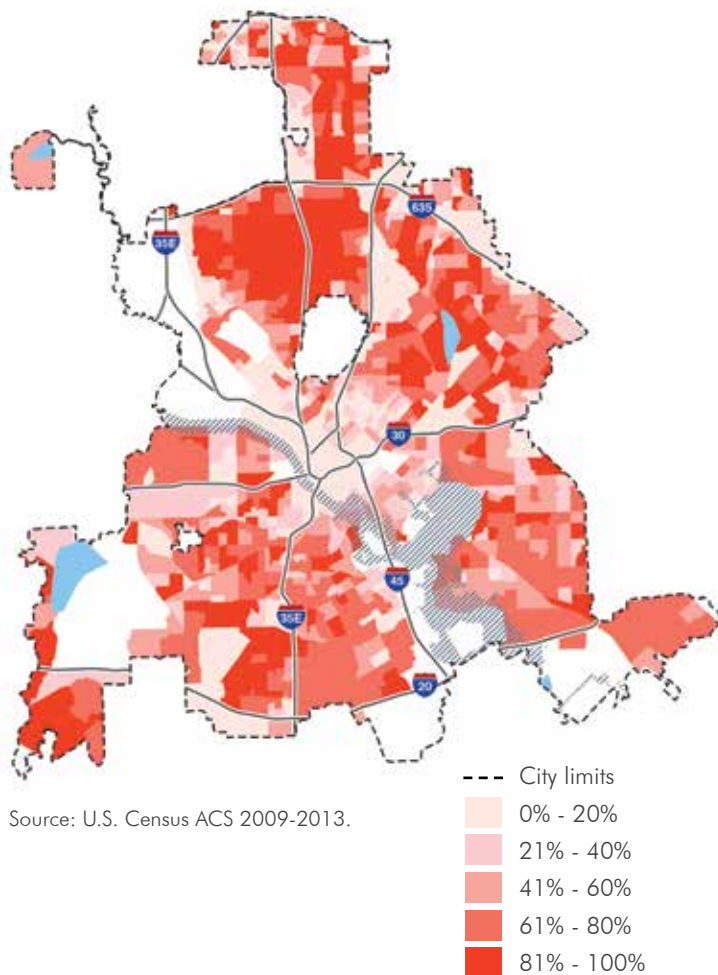 635
35E
30
45
35E
20
City limits
Source: U.S. Census ACS 2009-2013.
0% - 20%
21% - 40%
41% - 60%
61% - 80%
81% - 100%